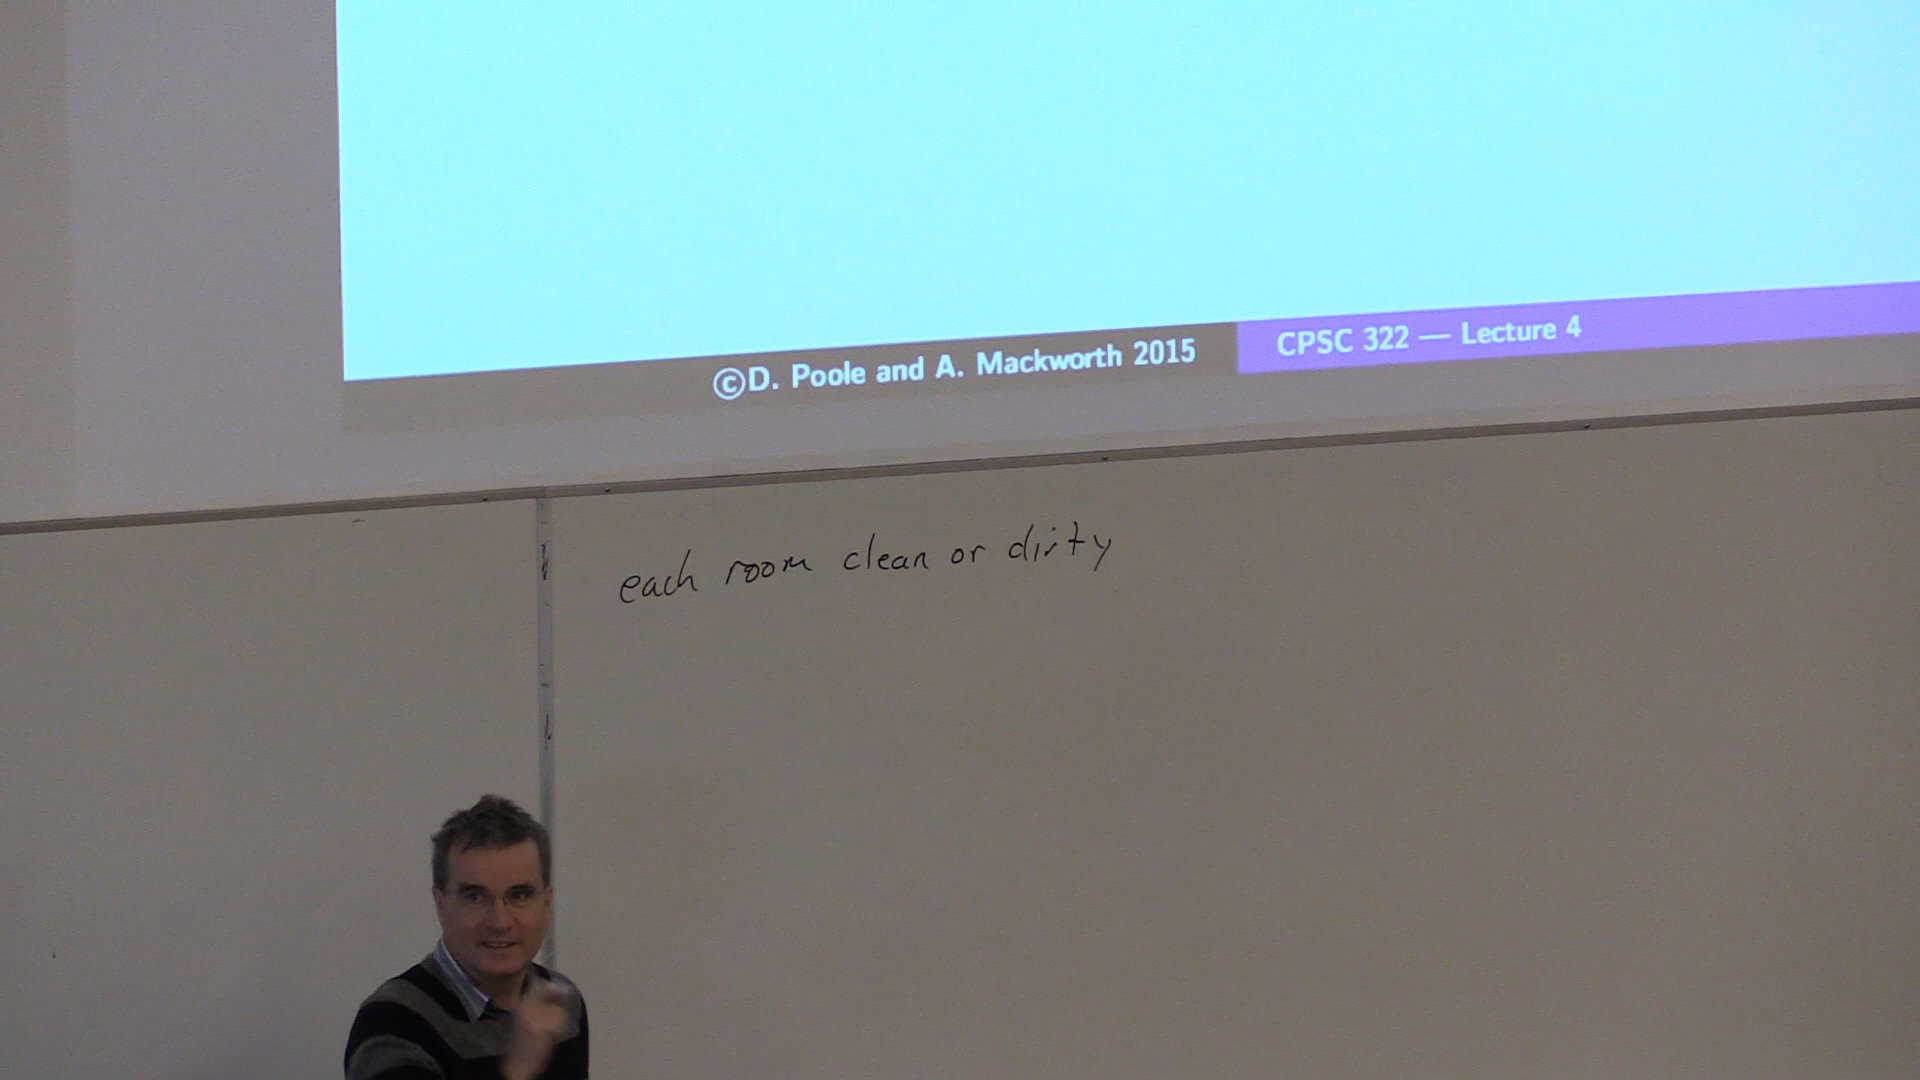 ©D. Poole and A. Mackworth 2015
CPSC 322 — Lecture 4
each room clean or dirty